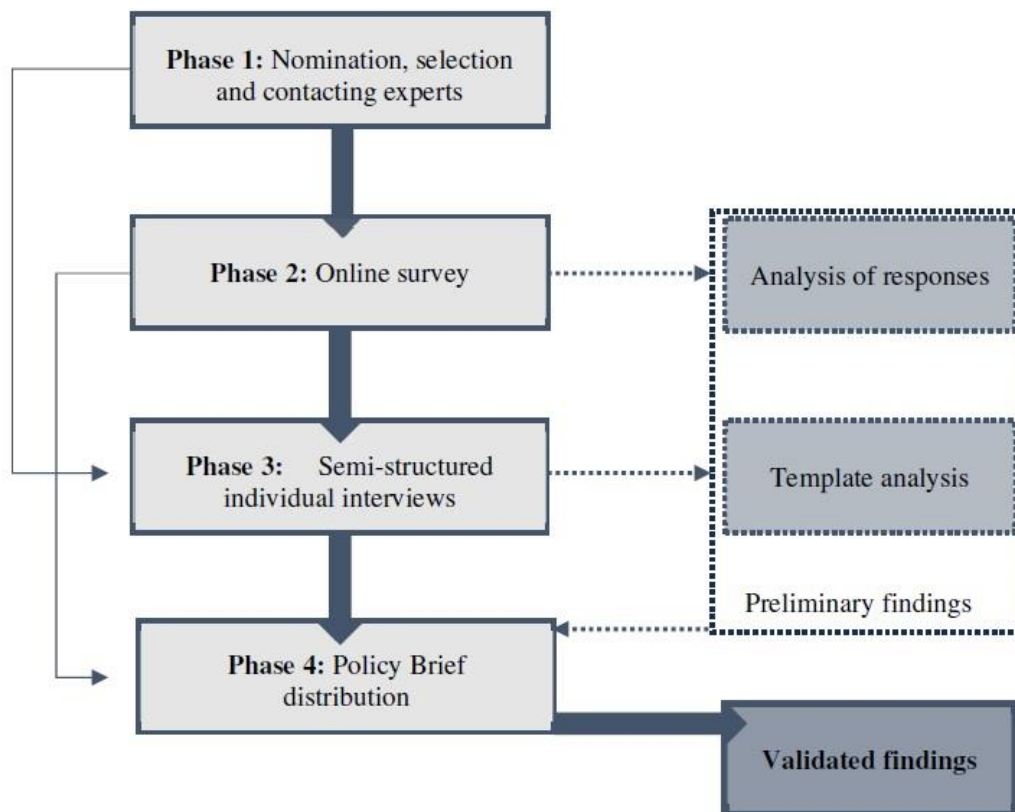 Phase 1: Nomination, selection
and contacting experts
Phase 2: Online survey
Analysis of responses
Phase 3: Semi-structured
individual interviews
Template analysis
Preliminary findings
Phase 4: Policy Brief
distribution
Validated findings